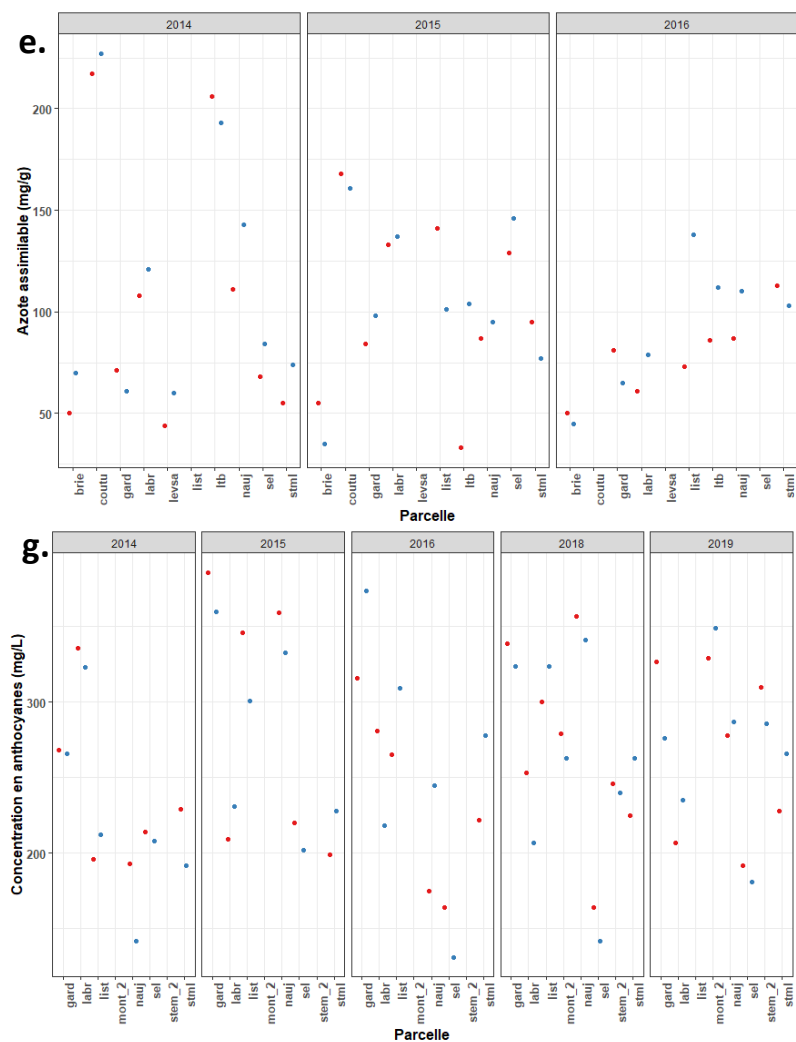 e.
2014 2015 2016
Azote assimilable (mg/g)
200
150
100
50
brie coutu gard labr levsa list ltb nauj sel stml brie coutu gard labr levsa list ltb nauj sel stml brie coutu gard labr levsa list ltb nauj sel stml
Parcelle
g.
2014 2015 2016 2018 2019
Concentration en anthocyanes (mg/L)
300
200
gard labr list mont_2 nauj sel stem_2 stml gard labr list mont_2 nauj sel stem_2 stml gard labr list mont_2 nauj sel stem_2 stml gard labr list mont_2 nauj sel stem_2 stml gard labr list mont_2 nauj sel stem_2 stml
Parcelle